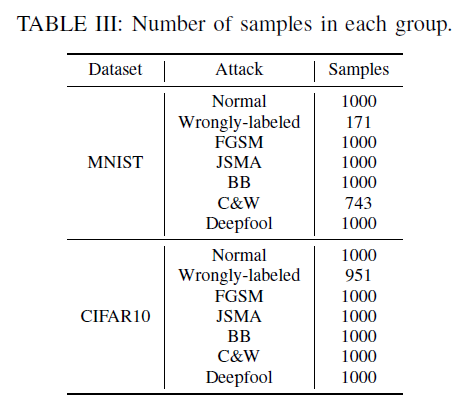 TABLE III: Number of samples in each group.
Dataset Attack Samples
Normal 1000
Wrongly-labeled 171
FGSM 1000
MNIST JSMA 1000
BB 1000
C&W 743
Deepfool 1000
Normal 1000
Wrongly-labeled 951
FGSM 1000
CIFAR10 JSMA 1000
BB 1000
C&W 1000
Deepfool 1000